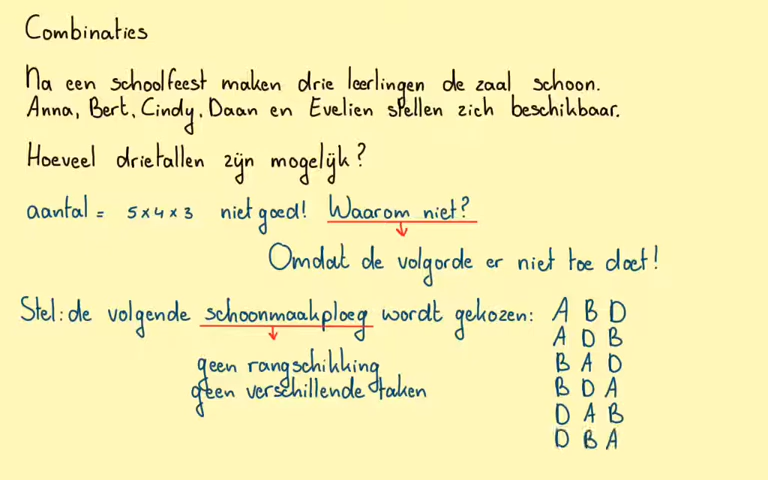 Combinaties
Na een schoolfeest maken drie leerlingen de zaal schoon.
Anna, Bert, Cindy, Daan en Evelien stellen zich beschikbaar.
Hoeveel drietallen zijn mogelijk?
aantal = 5 x 4 x 3 niet goed! Waarom niet?
Omdat de volgorde er niet toe doet!
Stel: de volgende schoonmaakploeg wordt gekozen: A B D
A D B
geen rangschikking B A D
geen verschillende taken B D A
D A B
D B A